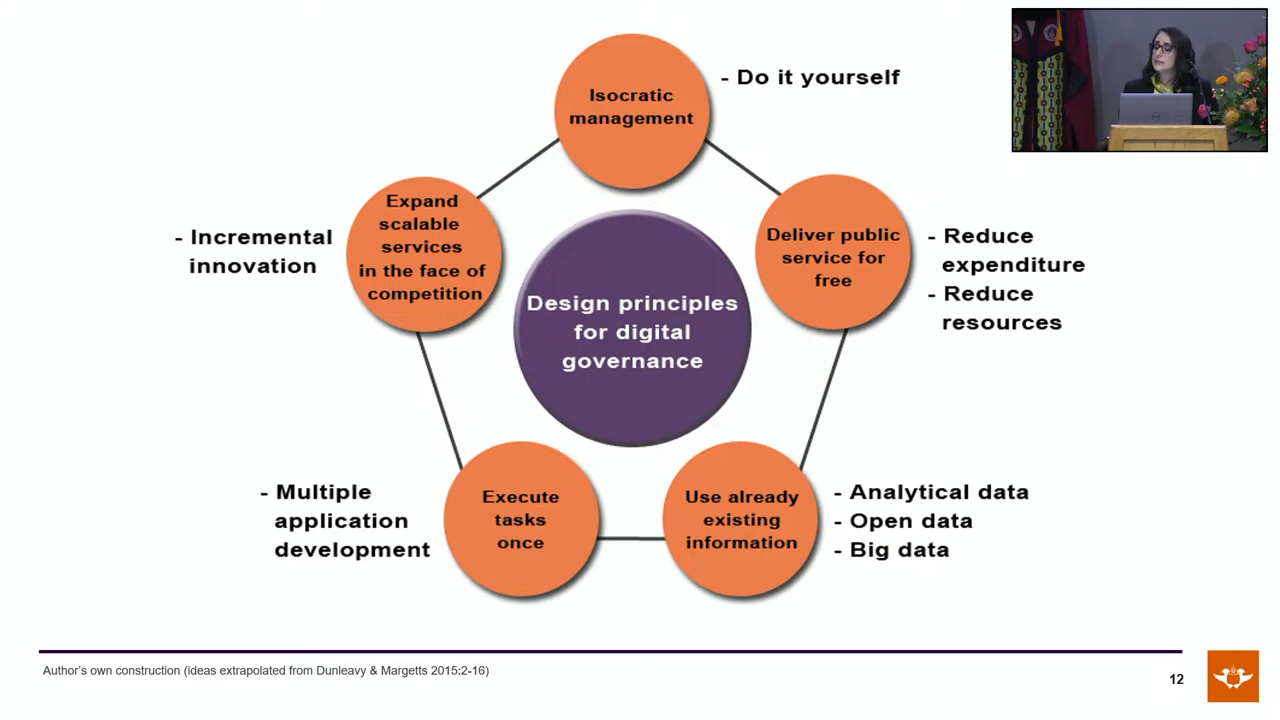 Isocratic
management
- Do it yourself
Deliver public
service for
free
- Reduce
expenditure
- Reduce
resources
Use already
existing
information
- Analytical data
- Open data
- Big data
Execute
tasks
once
- Multiple
application
development
Expand
scalable
services
in the face of
competition
- Incremental
innovation
Design principles
for digital
governance
Author's own construction (ideas extrapolated from Dunleavy & Margetts 2015:2-16)
12